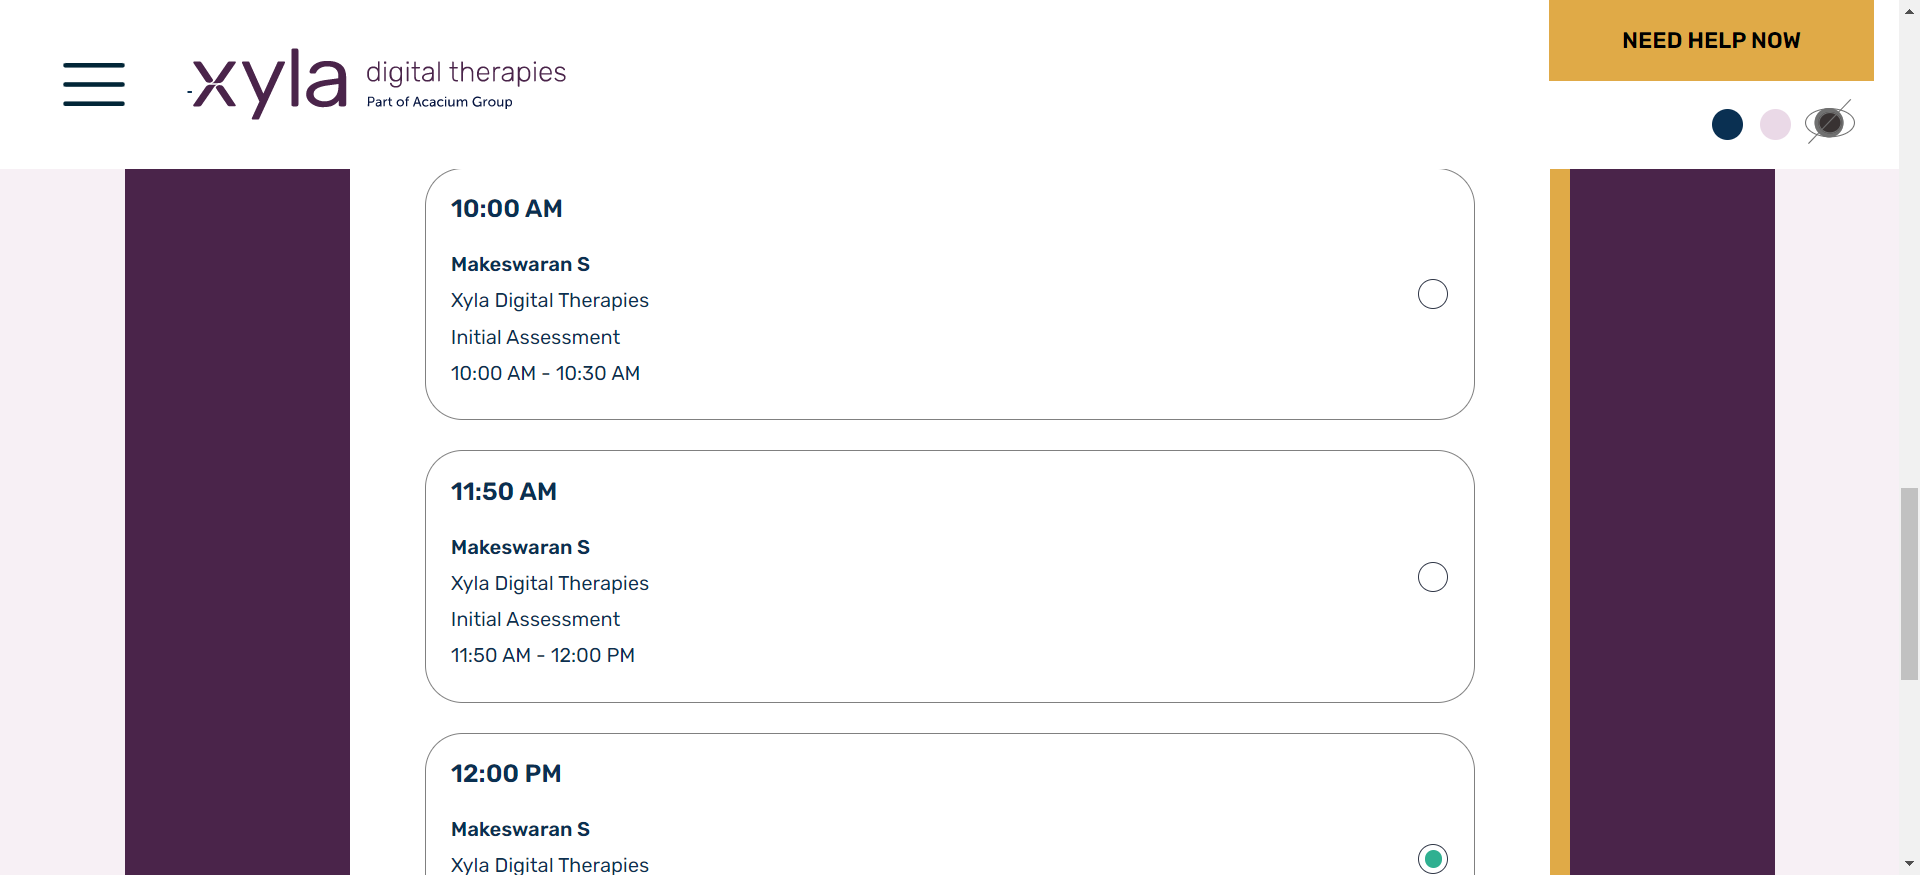 NEED HELP NOW
xyla digital therapies
Part of Acacium Group
10:00 AM
Makeswaran S
Xyla Digital Therapies
Initial Assessment
10:00 AM - 10:30 AM
11:50 AM
Makeswaran S
Xyla Digital Therapies
Initial Assessment
11:50 AM - 12:00 PM
12:00 PM
Makeswaran S
Xyla Digital Therapies